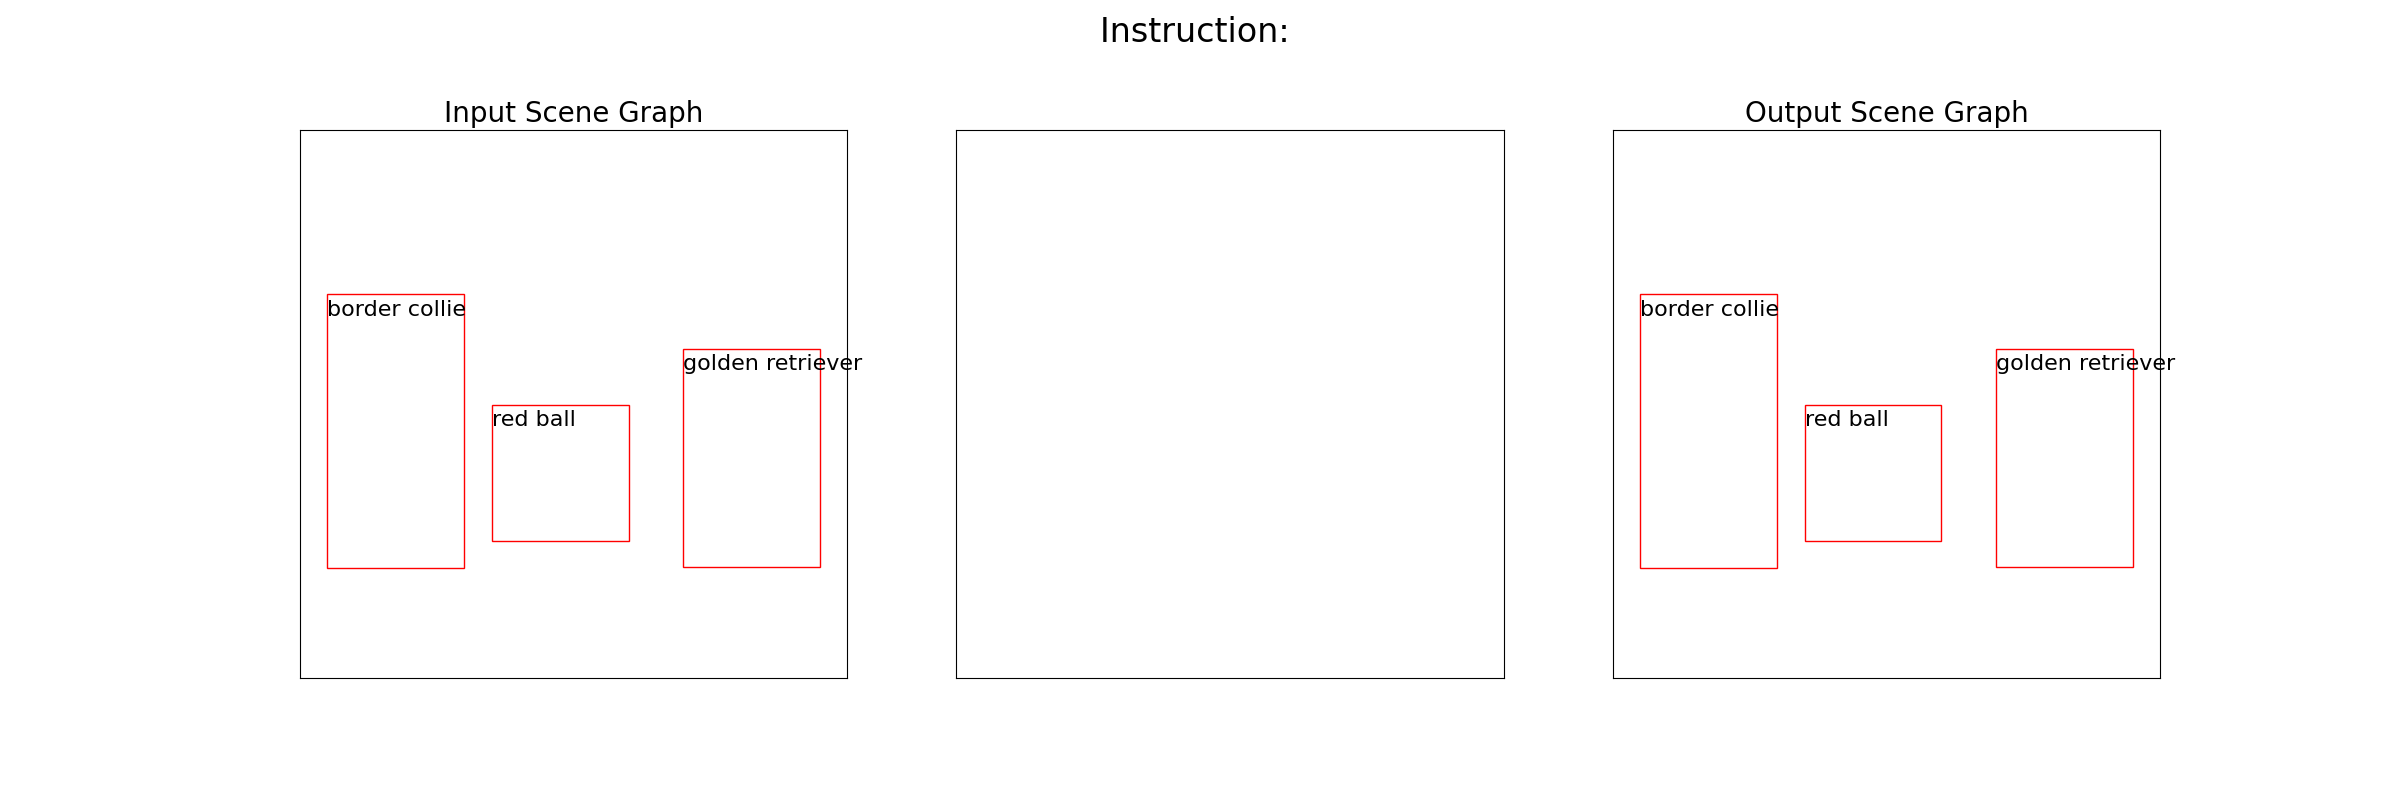 Instruction:
Input Scene Graph
border collie
golden retriever
red ball
Output Scene Graph
border collie
golden retriever
red ball